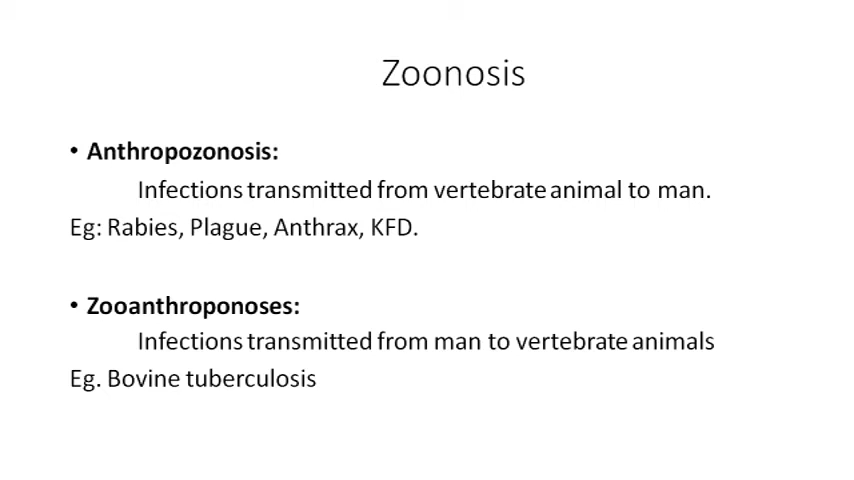 Zoonosis
• Anthropozonosis:
Infections transmitted from vertebrate animal to man.
Eg: Rabies, Plague, Anthrax, KFD.
• Zooanthroponoses:
Infections transmitted from man to vertebrate animals
Eg. Bovine tuberculosis